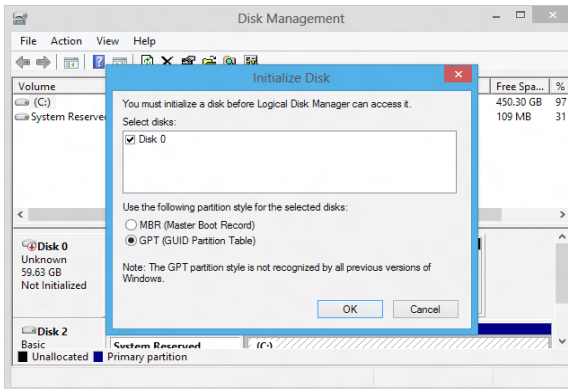 Disk Management
File Action View Help
Initialize Disk
Volume
Free Spa... %
(C:)
450.30 GB 97
System Reserve
109 MB 31
You must initialize a disk before Logical Disk Manager can access it.
Select disks:
Disk 0
Use the following partition style for the selected disks:
MBR (Master Boot Record)
GPT (GUID Partition Table)
Note: The GPT partition style is not recognized by all previous versions of
Windows.
OK Cancel
Disk 0
Unknown
59.63 GB
Not Initialized
Disk 2
Basic
System Reserved (C:)
Unallocated Primary partition